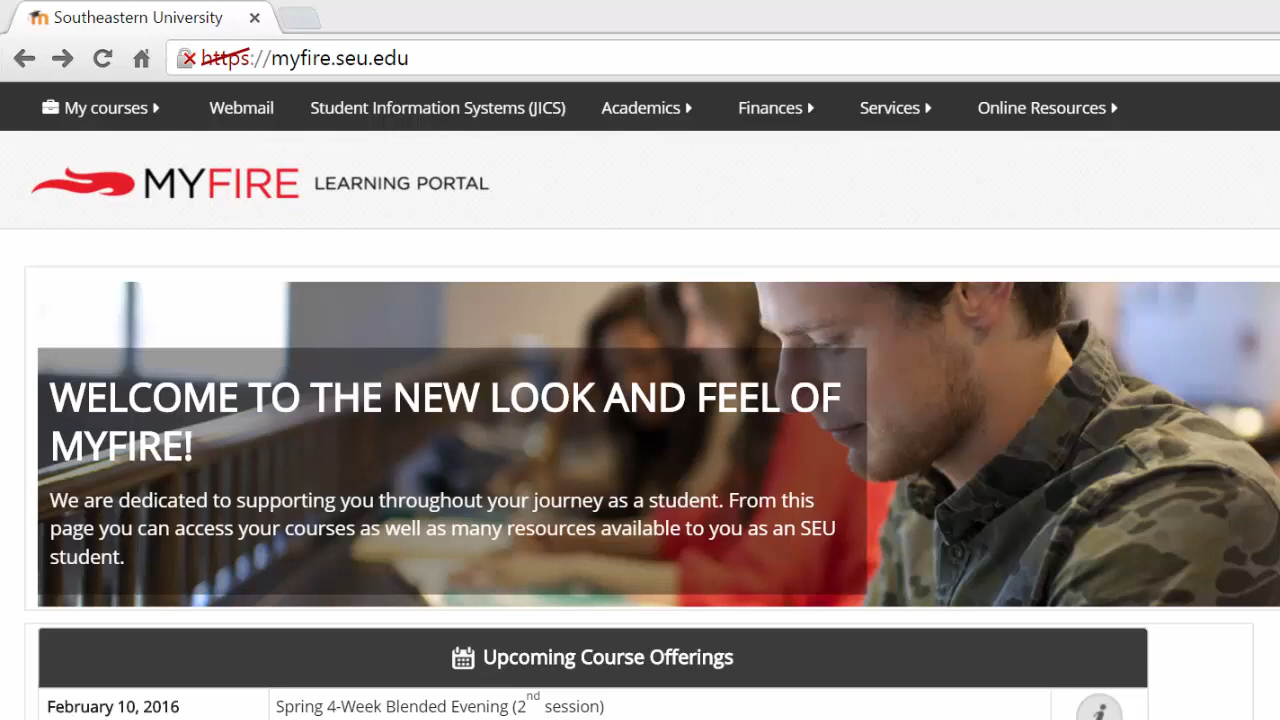 Southeastern University
https://myfire.seu.edu
My courses Webmail Student Information Systems (JICS) Academics Finances Services Online Resources
MYFIRE LEARNING PORTAL
WELCOME TO THE NEW LOOK AND FEEL OF
MYFIRE!
We are dedicated to supporting you throughout your journey as a student. From this
page you can access your courses as well as many resources available to you as an SEU
student.
Upcoming Course Offerings
February 10, 2016 Spring 4-Week Blended Evening (2nd session)